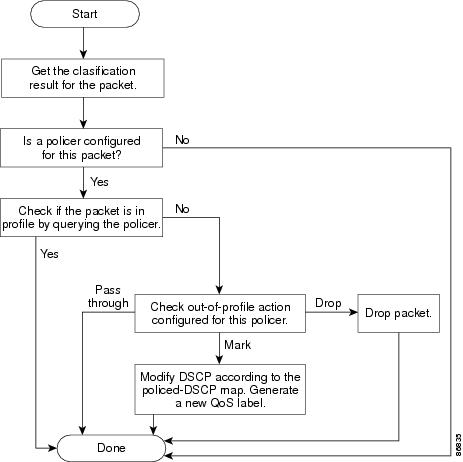 Start
Get the clasification
result for the packet.
Is a policer configured
for this packet?
No
Yes
Check if the packet is in
profile by querying the policer.
No
Yes
Pass
through
Check out-of-profile action
configured for this policer.
Drop
Drop packet.
Mark
Modify DSCP according to the
policed-DSCP map. Generate
a new QoS label.
Done
86835